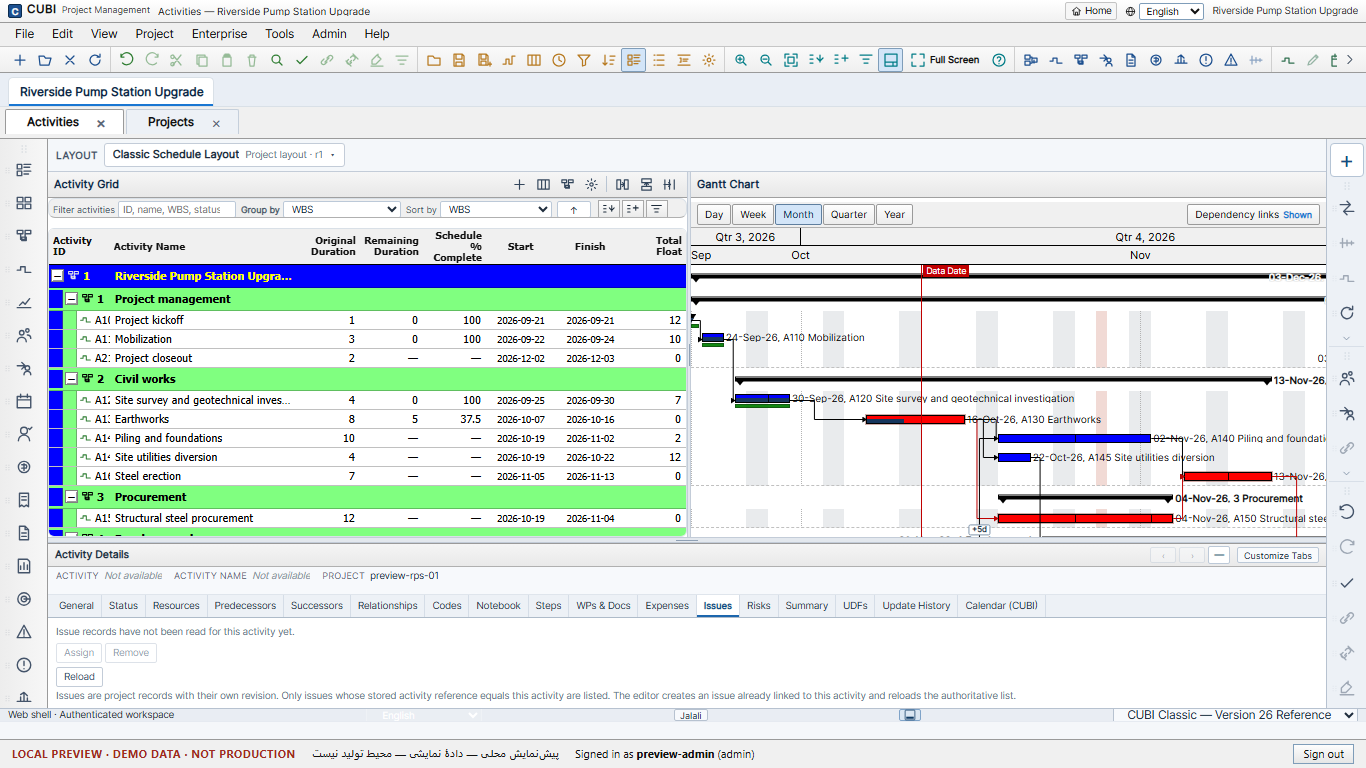 CUBI Project Management Activities — Riverside Pump Station Upgrade Home English Riverside Pump Station Upgrade
File Edit View Project Enterprise Tools Admin Help
Full Screen
Riverside Pump Station Upgrade
Activities Projects
LAYOUT Classic Schedule Layout Project layout · r1
Activity Grid
Filter activities ID, name, WBS, status Group by WBS Sort by WBS
Activity ID Activity Name Original Duration Remaining Duration Schedule % Complete Start Finish Total Float
1 Riverside Pump Station Upgra...
1 Project management
Project kickoff 1 0 100 2026-09-21 2026-09-21 12
Mobilization 3 0 100 2026-09-22 2026-09-24 10
Project closeout 2 — — 2026-12-02 2026-12-03 0
2 Civil works
Site survey and geotechnical inves... 4 0 100 2026-09-25 2026-09-30 7
Earthworks 8 5 37.5 2026-10-07 2026-10-16 0
Piling and foundations 10 — — 2026-10-19 2026-11-02 2
Site utilities diversion 4 — — 2026-10-19 2026-10-22 12
Steel erection 7 — — 2026-11-05 2026-11-13 0
3 Procurement
Structural steel procurement 12 — — 2026-10-19 2026-11-04 0
Gantt Chart
Day Week Month Quarter Year Dependency links Shown
Qtr 3, 2026 Qtr 4, 2026
Sep Oct Nov
Data Date 03-Dec-26
24-Sep-26, A110 Mobilization
13-Nov-26,
30-Sep-26, A120 Site survey and geotechnical investigation
16-Oct-26, A130 Earthworks
02-Nov-26, A140 Piling and foundati
22-Oct-26, A145 Site utilities diversion
13-Nov-26,
04-Nov-26, 3 Procurement
04-Nov-26, A150 Structural stee
+5d
Activity Details Customize Tabs
ACTIVITY Not available ACTIVITY NAME Not available PROJECT preview-rps-01
General Status Resources Predecessors Successors Relationships Codes Notebook Steps WPs & Docs Expenses Issues Risks Summary UDFs Update History Calendar (CUBI)
Issue records have not been read for this activity yet.
Assign Remove
Reload
Issues are project records with their own revision. Only issues whose stored activity reference equals this activity are listed. The editor creates an issue already linked to this activity and reloads the authoritative list.
Web shell · Authenticated workspace English Jalali CUBI Classic — Version 26 Reference
LOCAL PREVIEW · DEMO DATA · NOT PRODUCTION پیش‌نمایش محلی — دادهٔ نمایشی — محیط تولید نیست Signed in as preview-admin (admin) Sign out